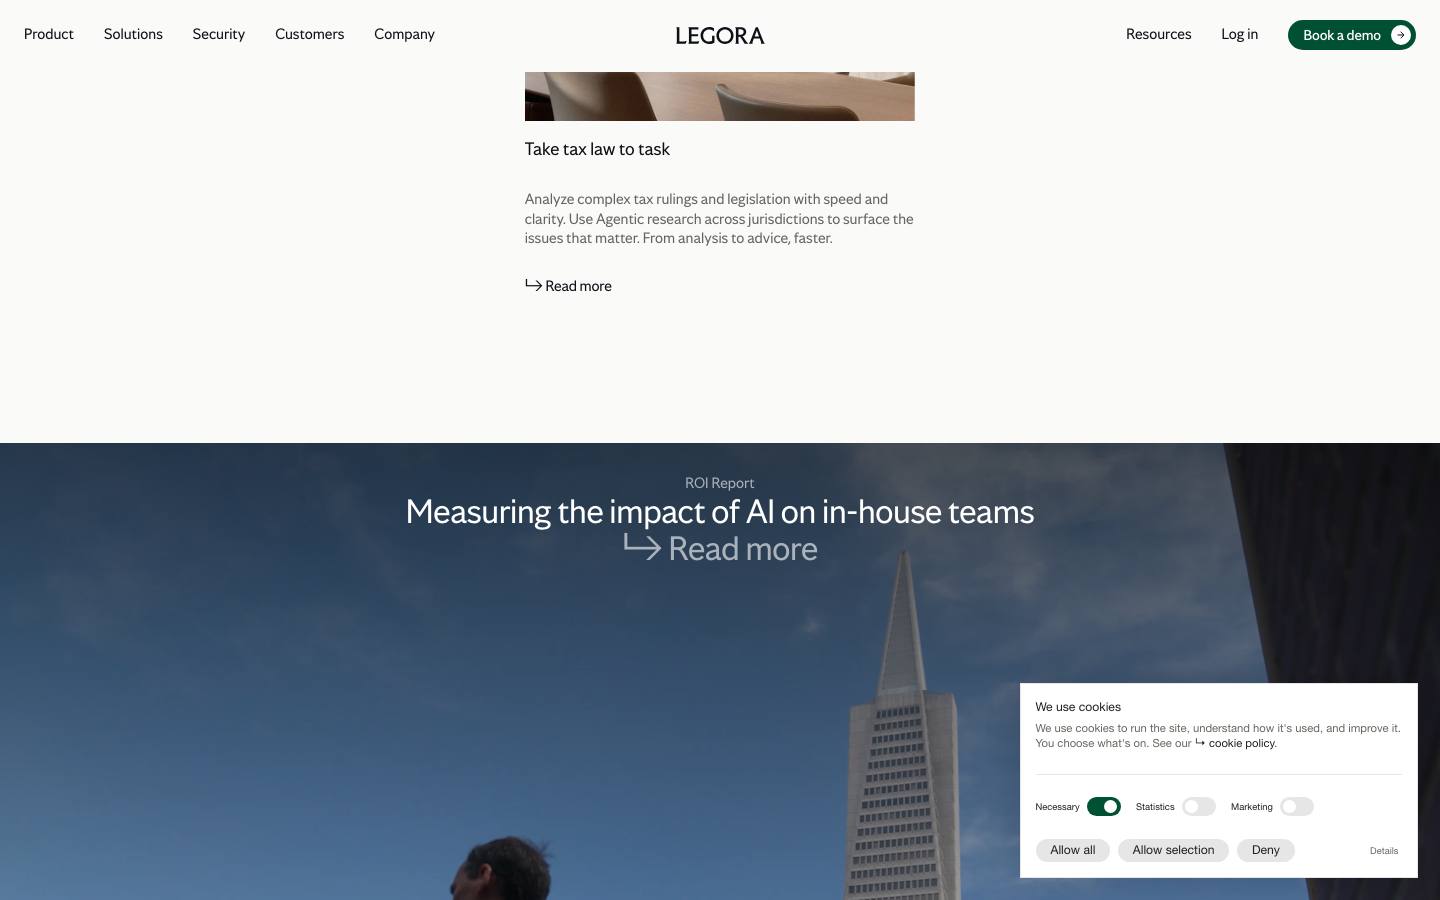 Product
Solutions
Security
Customers
Company
LEGORA
Resources
Log in
Book a demo
Take tax law to task
Analyze complex tax rulings and legislation with speed and
clarity. Use Agentic research across jurisdictions to surface the
issues that matter. From analysis to advice, faster.
Read more
ROI Report
Measuring the impact of AI on in-house teams
Read more
We use cookies
We use cookies to run the site, understand how it's used, and improve it.
You choose what's on. See our cookie policy.
Necessary
Statistics
Marketing
Allow all
Allow selection
Deny
Details